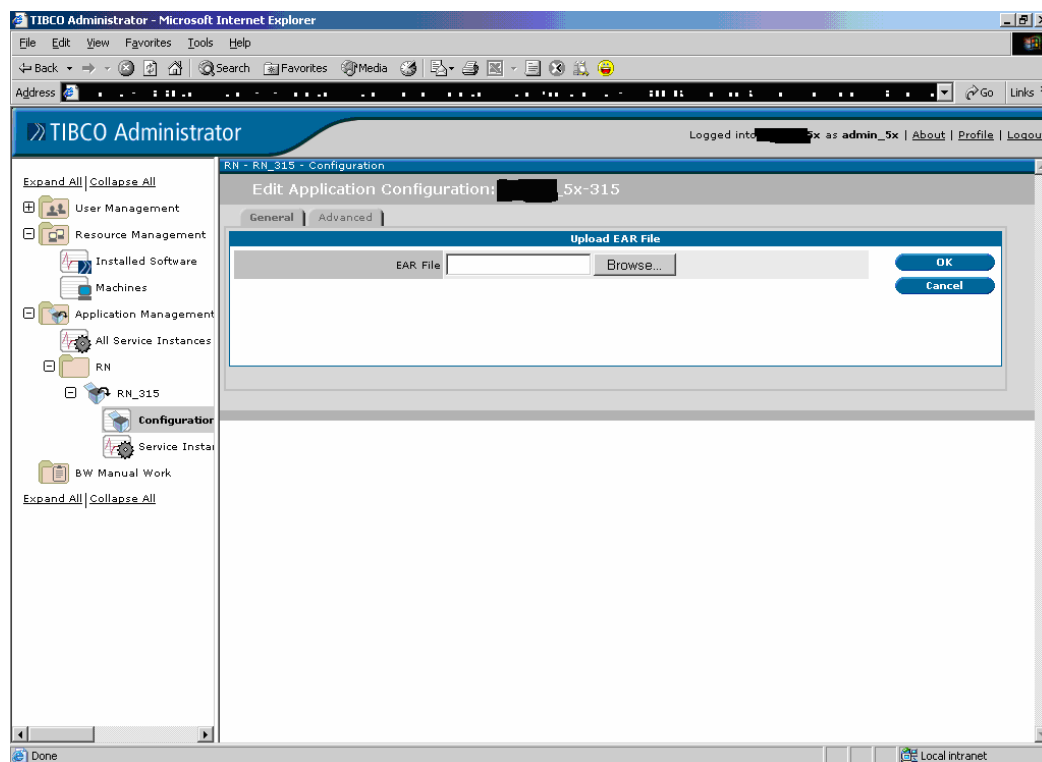 TIBCO Administrator - Microsoft Internet Explorer
File Edit View Favorites Tools Help
Back Search Favorites Media
Address Go Links
TIBCO Administrator
Logged into 5x as admin_5x | About | Profile | Logou
RN - RN_315 - Configuration
Expand All | Collapse All
Edit Application Configuration: _5x-315
User Management
General Advanced
Resource Management
Upload EAR File
Installed Software
EAR File Browse... OK
Machines
Cancel
Application Management
All Service Instances
RN
RN_315
Configuration
Service Instai
BW Manual Work
Expand All | Collapse All
Done Local intranet